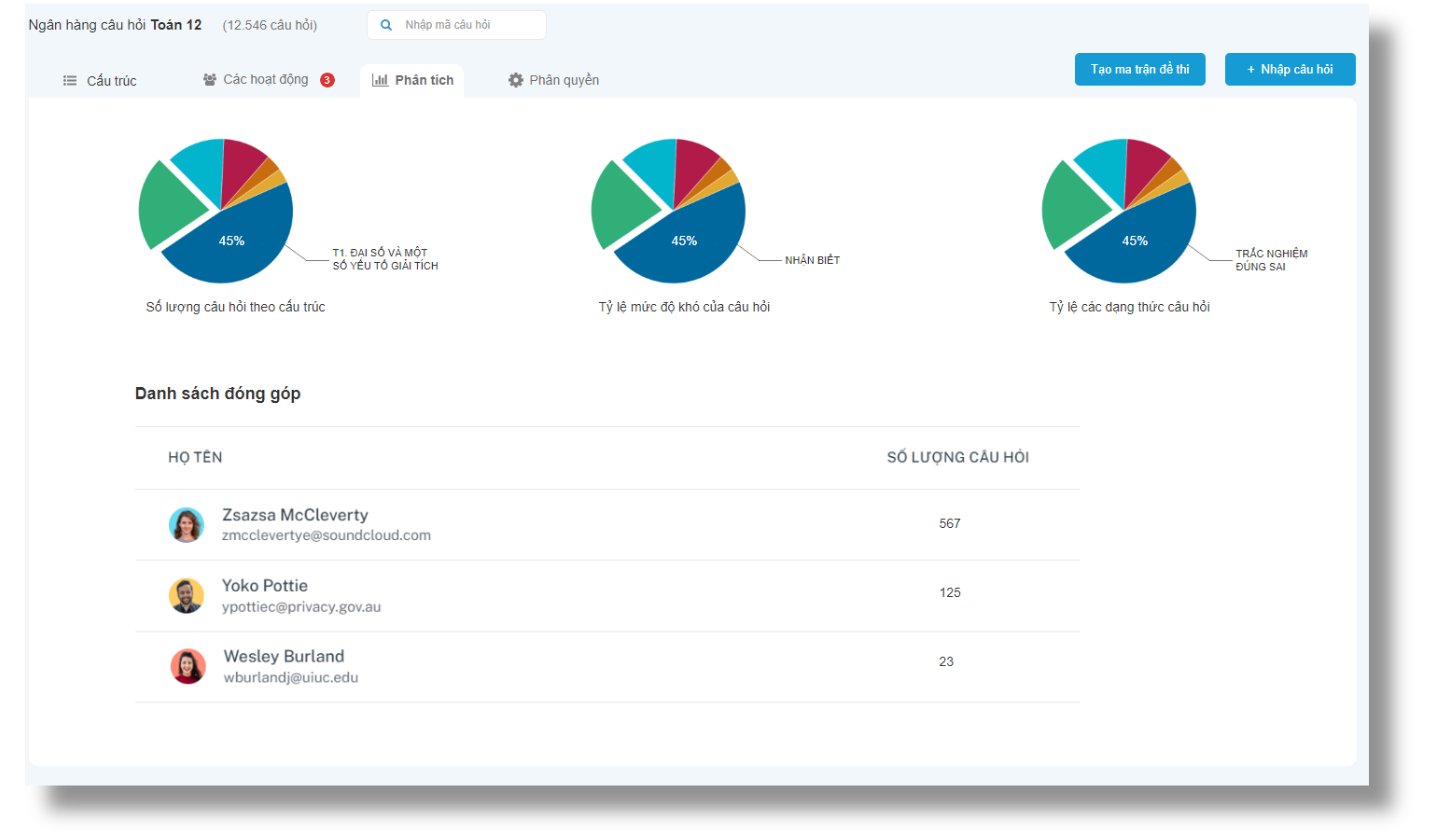 Ngân hàng câu hỏi Toán 12 (12.546 câu hỏi) Nhập mã câu hỏi
Cấu trúc Các hoạt động 3 Phân tích Phân quyền Tạo ma trận đề thi + Nhập câu hỏi
45% T1. ĐẠI SỐ VÀ MỘT
SỐ YẾU TỐ GIẢI TÍCH
45% NHẬN BIẾT
45% TRẮC NGHIỆM
ĐÚNG SAI
Số lượng câu hỏi theo cấu trúc Tỷ lệ mức độ khó của câu hỏi Tỷ lệ các dạng thức câu hỏi
Danh sách đóng góp
HỌ TÊN SỐ LƯỢNG CÂU HỎI
Zsazsa McCleverty 567
zmcclevertye@soundcloud.com
Yoko Pottie 125
ypottiec@privacy.gov.au
Wesley Burland 23
wburlandj@uiuc.edu